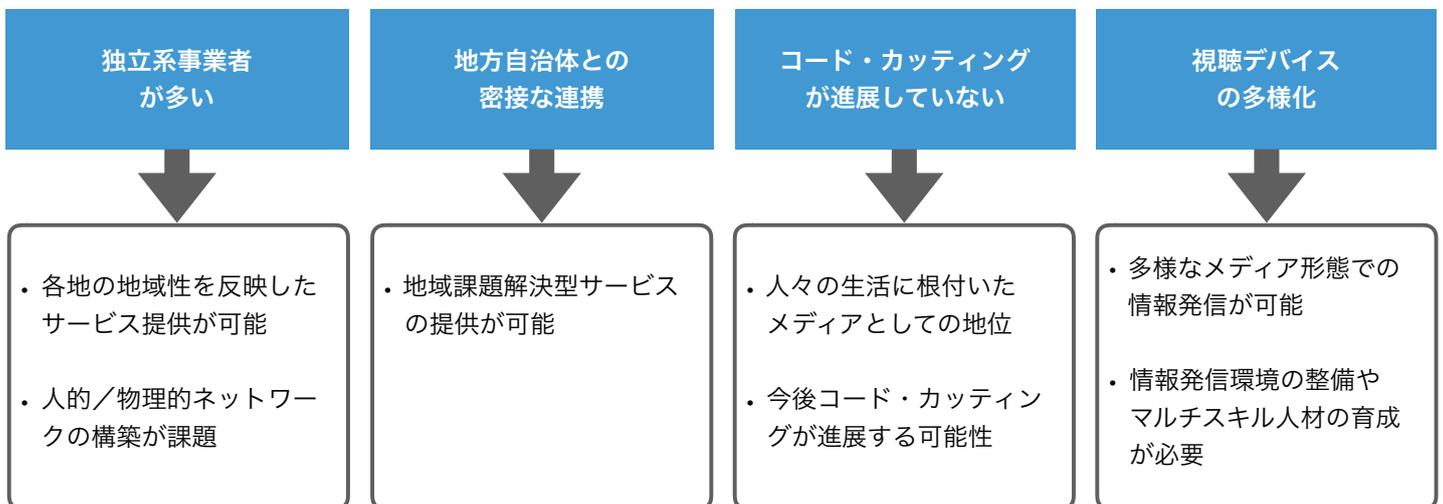 独立系事業者
が多い
・各地の地域性を反映した
サービス提供が可能
・人的／物理的ネットワー
クの構築が課題
地方自治体との
密接な連携
・地域課題解決型サービス
の提供が可能
コード・カッティング
が進展していない
・人々の生活に根付いた
メディアとしての地位
・今後コード・カッティン
グが進展する可能性
視聴デバイス
の多様化
・多様なメディア形態での
情報発信が可能
・情報発信環境の整備や
マルチスキル人材の育成
が必要